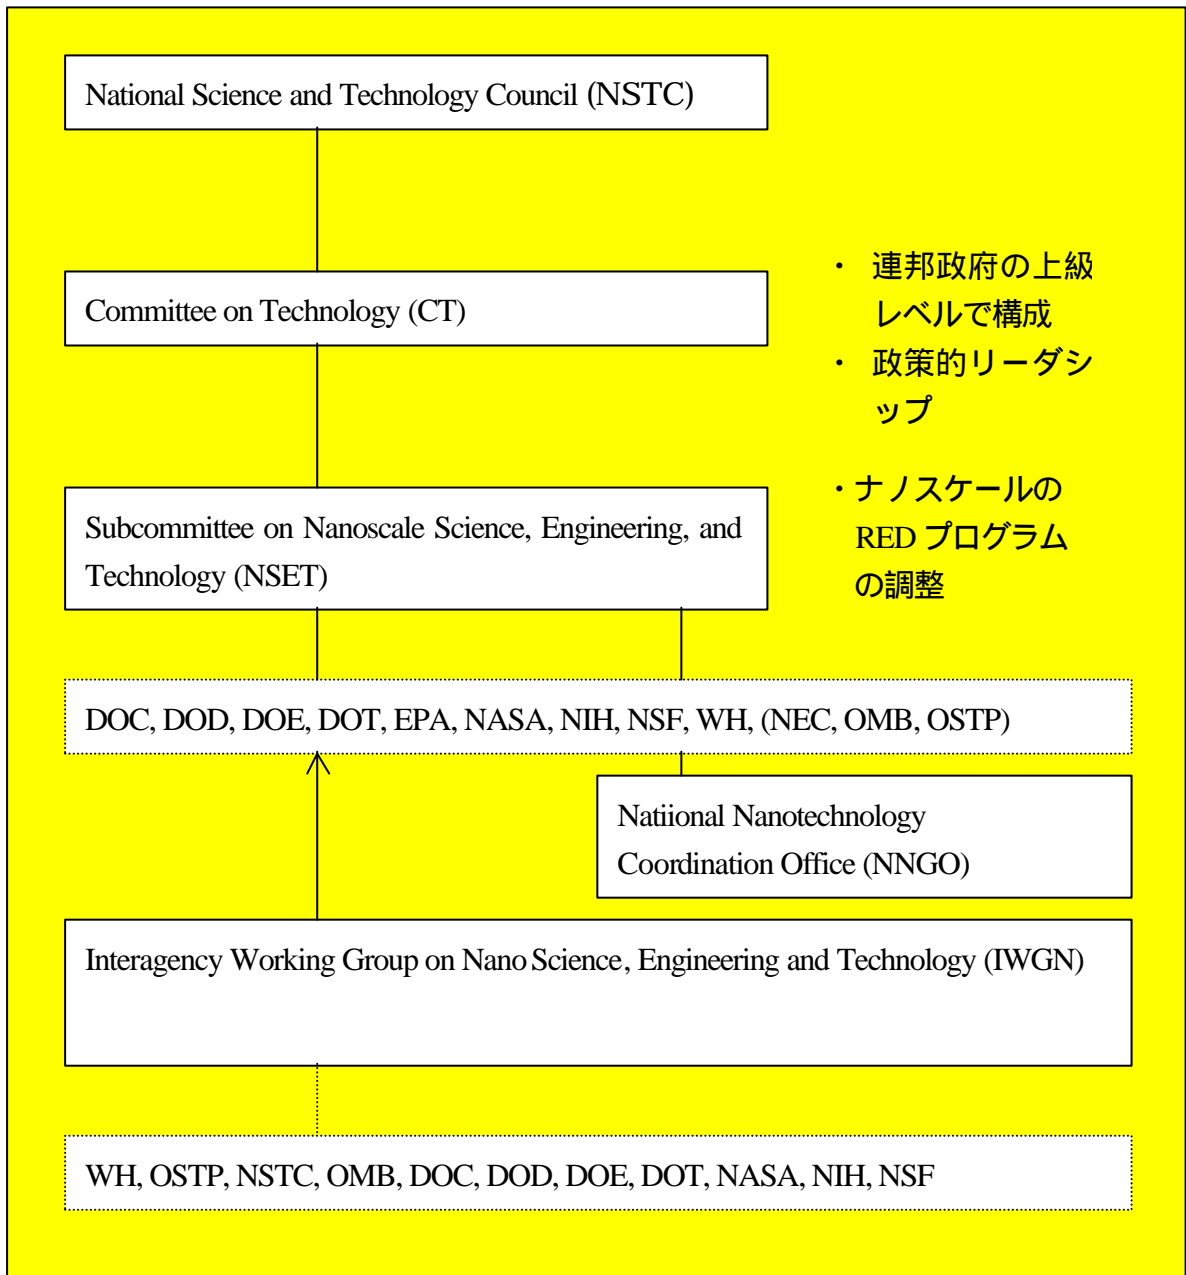 National Science and Technology Council (NSTC)
Committee on Technology (CT)
・ 連邦政府の上級
レベルで構成
・ 政策的リーダシ
ップ
Subcommittee on Nanoscale Science, Engineering, and
Technology (NSET)
・ナノスケールの
RED プログラム
の調整
DOC, DOD, DOE, DOT, EPA, NASA, NIH, NSF, WH, (NEC, OMB, OSTP)
Natiional Nanotechnology
Coordination Office (NNGO)
Interagency Working Group on Nano Science, Engineering and Technology (IWGN)
WH, OSTP, NSTC, OMB, DOC, DOD, DOE, DOT, NASA, NIH, NSF